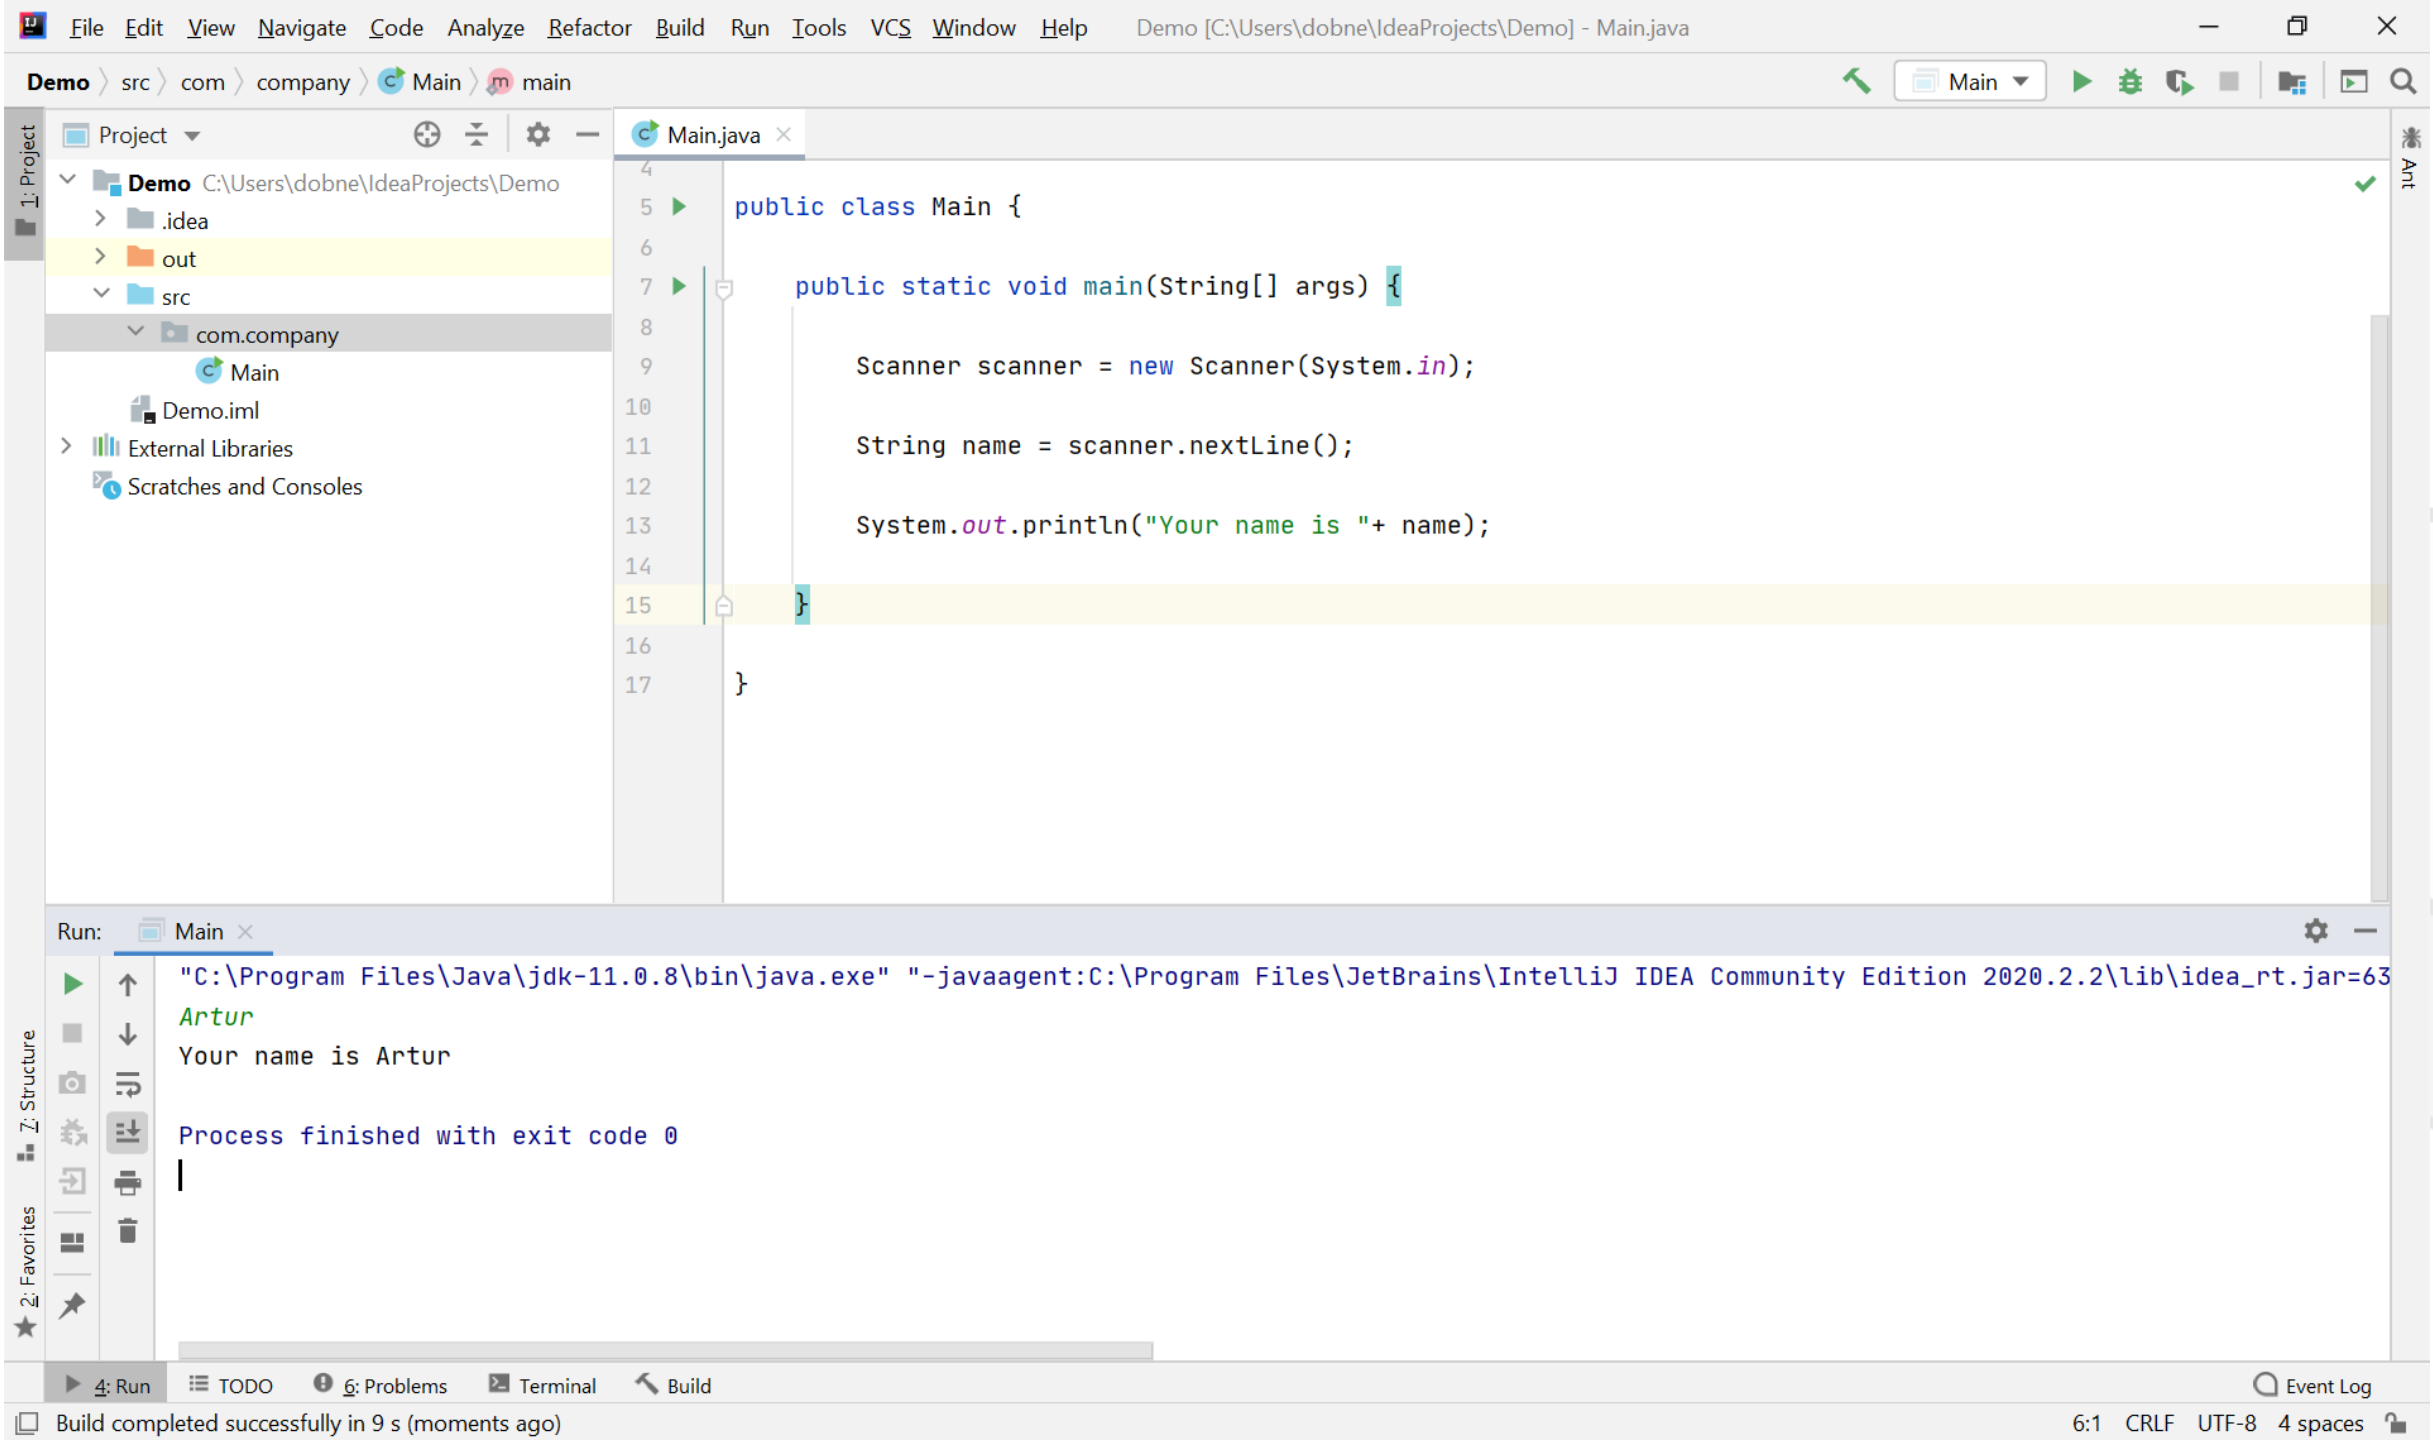 File Edit View Navigate Code Analyze Refactor Build Run Tools VCS Window Help Demo [C:\Users\dobne\IdeaProjects\Demo] - Main.java
Demo src com company Main main Main
1: Project
Project
Main.java
Ant
Demo C:\Users\dobne\IdeaProjects\Demo
.idea
out
src
com.company
Main
Demo.iml
External Libraries
Scratches and Consoles
4
5 public class Main {
6
7 public static void main(String[] args) {
8
9 Scanner scanner = new Scanner(System.in);
10
11 String name = scanner.nextLine();
12
13 System.out.println("Your name is "+ name);
14
15 }
16
17 }
Run: Main
"C:\Program Files\Java\jdk-11.0.8\bin\java.exe" "-javaagent:C:\Program Files\JetBrains\IntelliJ IDEA Community Edition 2020.2.2\lib\idea_rt.jar=63
Artur
Your name is Artur
Process finished with exit code 0
7: Structure
2: Favorites
4: Run TODO 6: Problems Terminal Build Event Log
Build completed successfully in 9 s (moments ago) 6:1 CRLF UTF-8 4 spaces